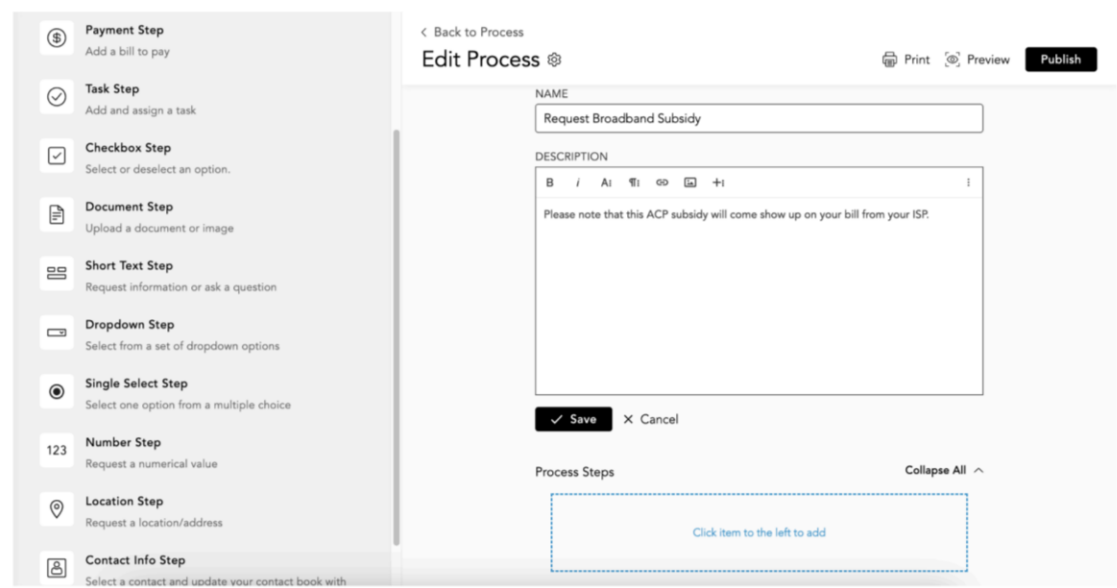 Payment Step
Add a bill to pay
Task Step
Add and assign a task
Checkbox Step
Select or deselect an option.
Document Step
Upload a document or image
Short Text Step
Request information or ask a question
Dropdown Step
Select from a set of dropdown options
Single Select Step
Select one option from a multiple choice
123
Number Step
Request a numerical value
Location Step
Request a location/address
Contact Info Step
Select a contact and update your contact book with
< Back to Process
Edit Process
Print
Preview
Publish
NAME
Request Broadband Subsidy
DESCRIPTION
B i A
Please note that this ACP subsidy will come show up on your bill from your ISP.
Save
Cancel
Process Steps
Collapse All
Click item to the left to add